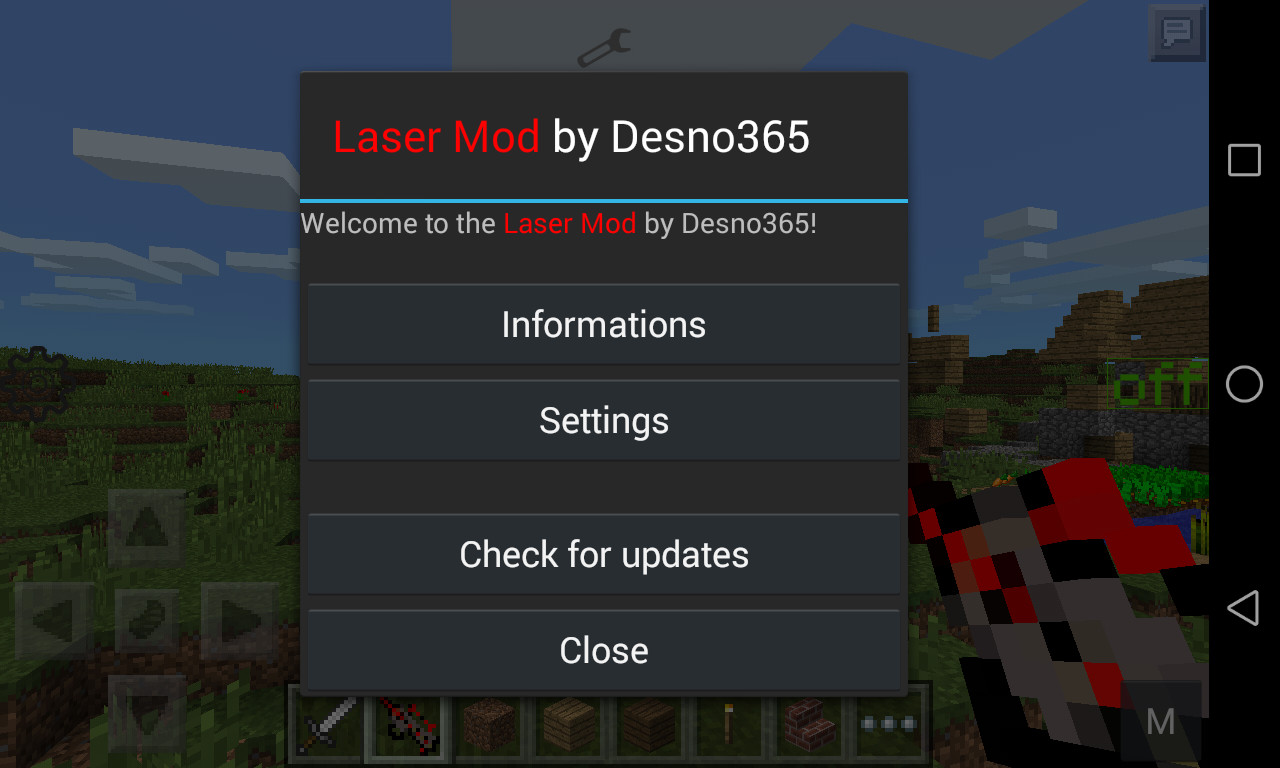 Laser Mod by Desno365
Welcome to the Laser Mod by Desno365!
Informations
Settings
off
Check for updates
Close
M